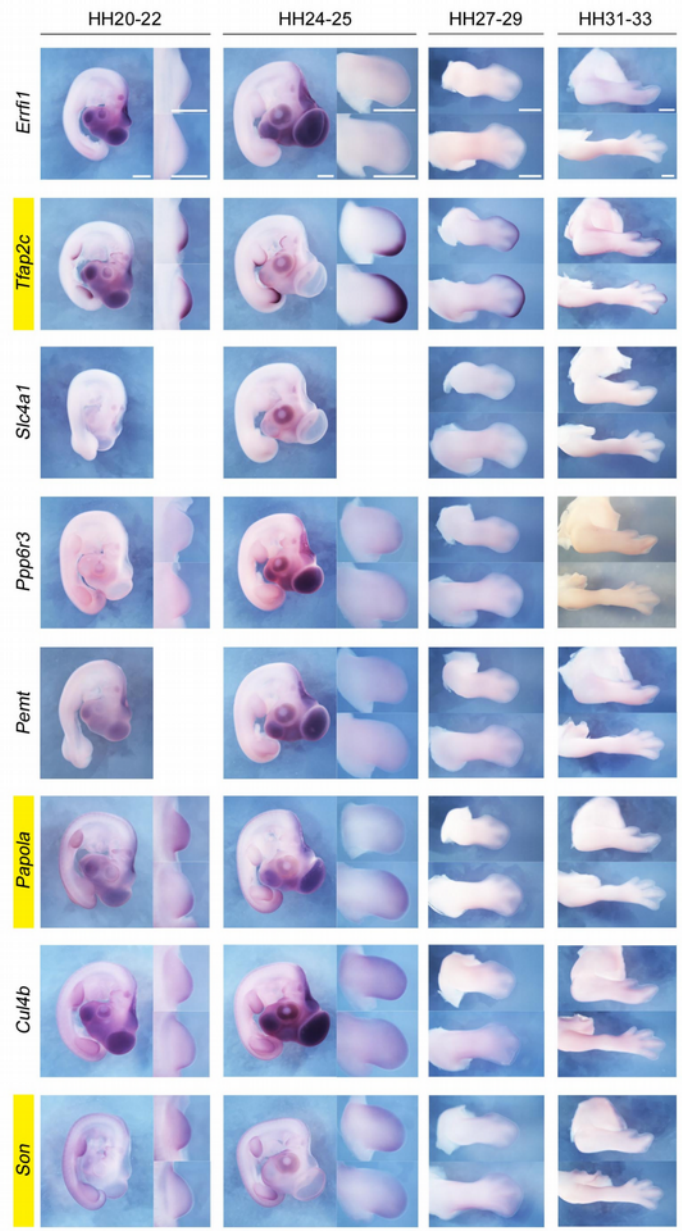 HH20-22 HH24-25 HH27-29 HH31-33
Errfi1
Tfap2c
Slc4a1
Ppp6r3
Pemt
Papola
Cul4b
Son